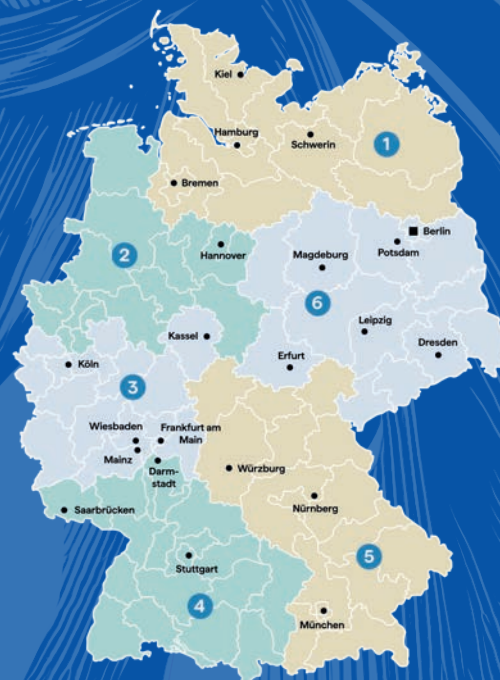 Kiel
Hamburg
Schwerin
1
Bremen
Berlin
Potsdam
Hannover
2
Magdeburg
6
Leipzig
Kassel
Dresden
Erfurt
Köln
3
Wiesbaden
Frankfurt am
Main
Mainz
Darm-
stadt
Würzburg
Saarbrücken
Nürnberg
Stuttgart
5
4
München